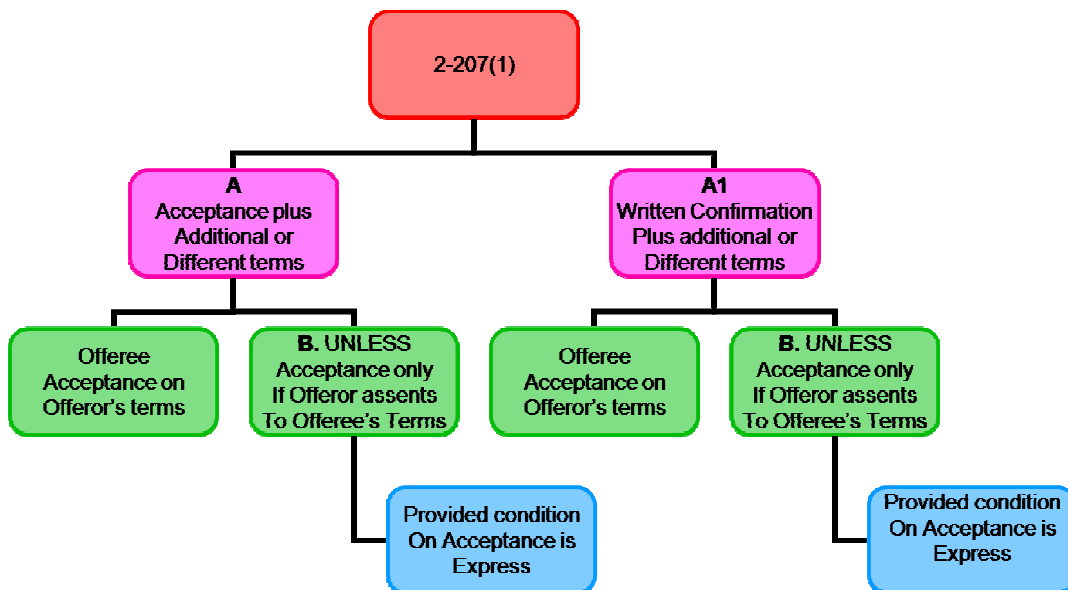 2-207(1)
A
Acceptance plus
Additional or
Different terms
A1
Written Confirmation
Plus additional or
Different terms
Offeree
Acceptance on
Offeror's terms
B. UNLESS
Acceptance only
If Offeror assents
To Offeree's Terms
Offeree
Acceptance on
Offeror's terms
B. UNLESS
Acceptance only
If Offeror assents
To Offeree's Terms
Provided condition
On Acceptance is
Express
Provided condition
On Acceptance is
Express